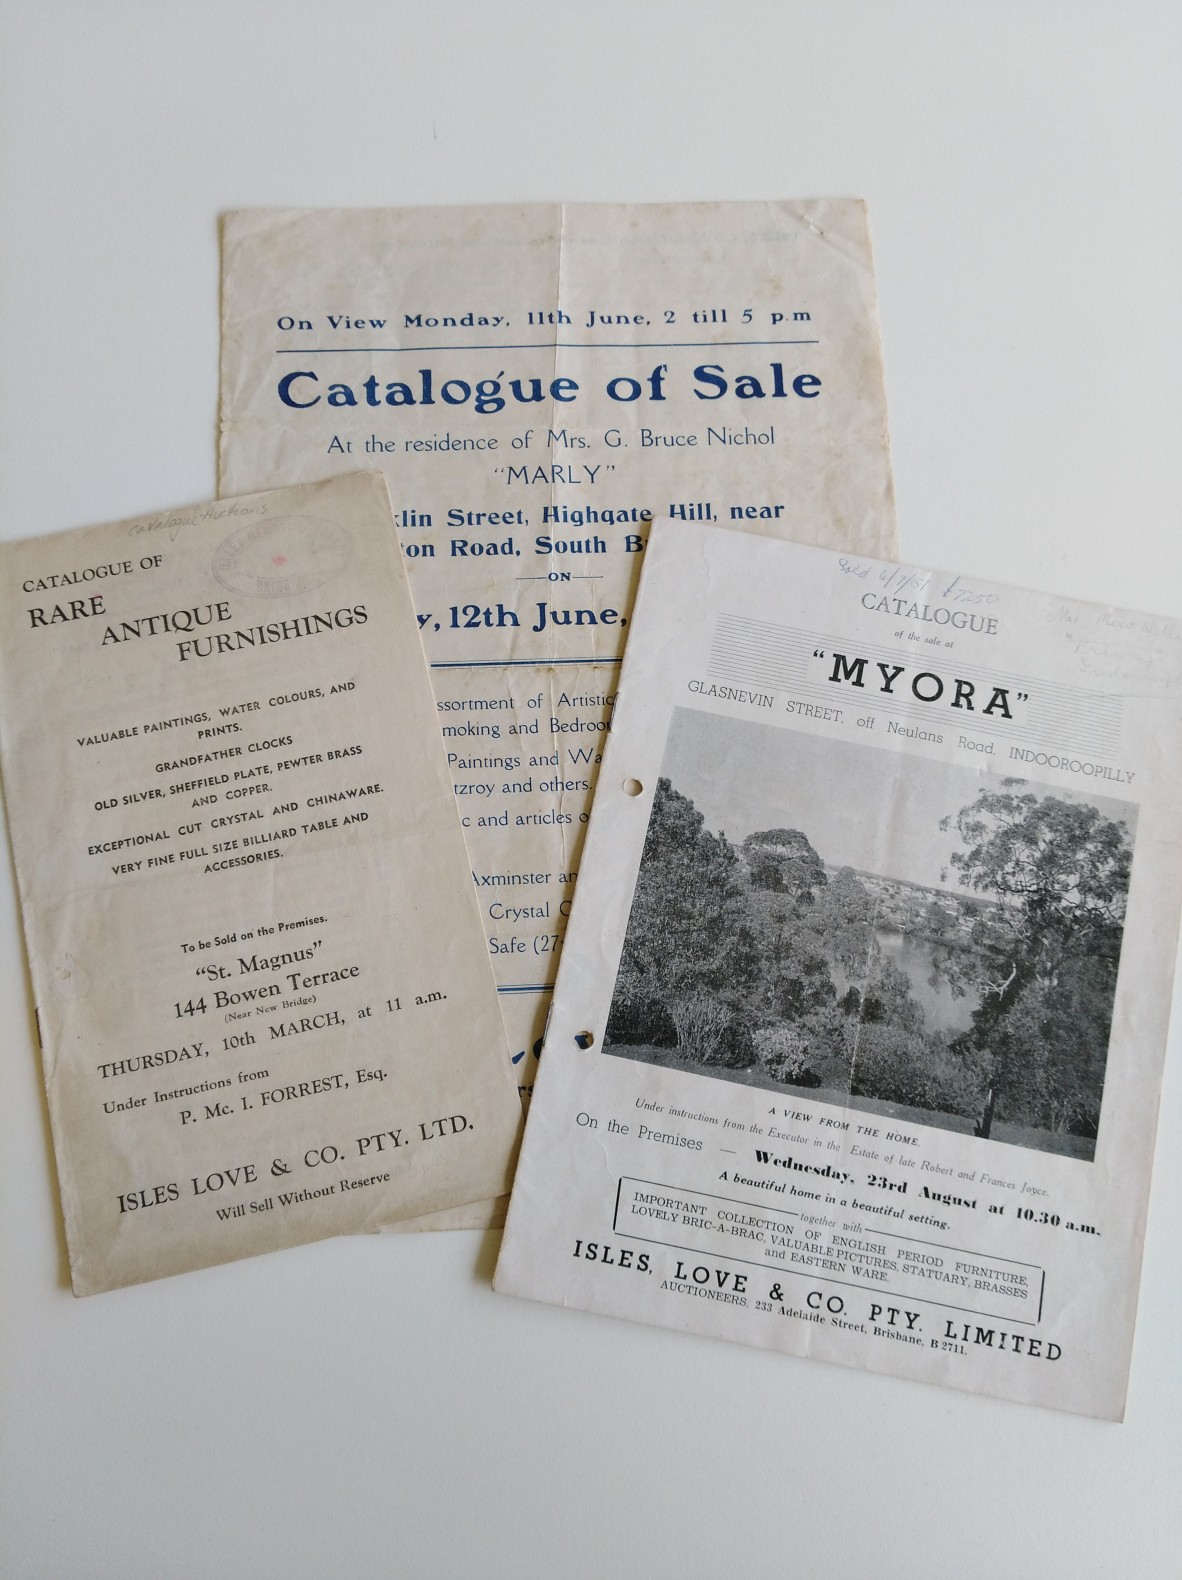 On View Monday, 11th June, 2 till 5 p.m
Catalogue of Sale
At the residence of Mrs. G. Bruce Nichol
"MARLY"
lin Street, Highgate Hill, near
ton Road, South B
ON
y, 12th June,
ssortment of Artistic
moking and Bedroo
Paintings and Wa
tzroy and others.
c and articles o
Axminster an
Crystal C
Safe (27
Catalogue Auctions
CATALOGUE OF
RARE
ANTIQUE
FURNISHINGS
VALUABLE PAINTINGS, WATER COLOURS, AND
PRINTS.
GRANDFATHER CLOCKS
OLD SILVER, SHEFFIELD PLATE, PEWTER BRASS
AND COPPER.
EXCEPTIONAL CUT CRYSTAL AND CHINAWARE.
VERY FINE FULL SIZE BILLIARD TABLE AND
ACCESSORIES.
To be Sold on the Premises.
"St. Magnus"
144 Bowen Terrace
(Near New Bridge)
THURSDAY, 10th MARCH, at 11 a.m.
Under Instructions from
P. Mc. I. FORREST, Esq.
ISLES LOVE & CO. PTY. LTD.
Will Sell Without Reserve
Sold 6/7/51 £7250
CATALOGUE
of the sale at
"MYORA"
GLASNEVIN STREET, off Neulans Road, INDOOROOPILLY
A VIEW FROM THE HOME.
Under instructions from the Executor in the Estate of late Robert and Frances Joyce.
On the Premises — Wednesday, 23rd August at 10.30 a.m.
A beautiful home in a beautiful setting.
together with
IMPORTANT COLLECTION OF ENGLISH PERIOD FURNITURE,
LOVELY BRIC-A-BRAC, VALUABLE PICTURES, STATUARY, BRASSES
and EASTERN WARE.
ISLES, LOVE & CO. PTY. LIMITED
AUCTIONEERS, 233 Adelaide Street, Brisbane, B 2711.